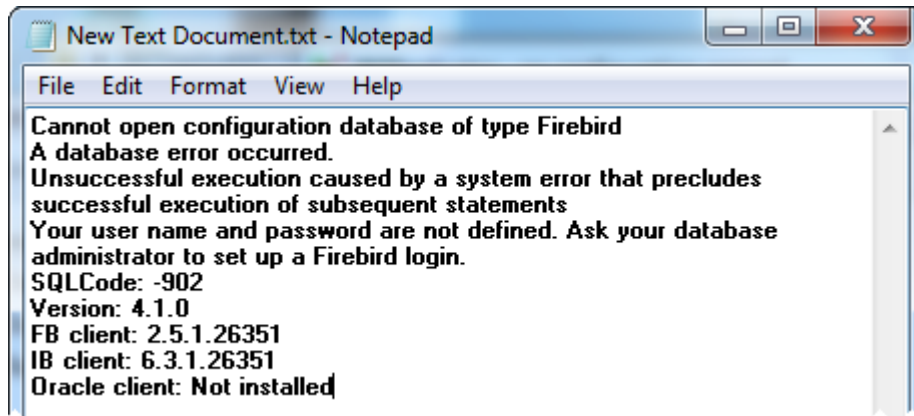 New Text Document.txt - Notepad
File Edit Format View Help
Cannot open configuration database of type Firebird
A database error occurred.
Unsuccessful execution caused by a system error that precludes
successful execution of subsequent statements
Your user name and password are not defined. Ask your database
administrator to set up a Firebird login.
SQLCode: -902
Version: 4.1.0
FB client: 2.5.1.26351
IB client: 6.3.1.26351
Oracle client: Not installed